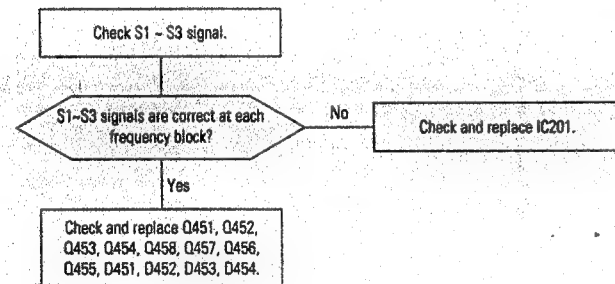 Check S1 ~ S3 signal.
S1~S3 signals are correct at each
frequency block?
No
Check and replace IC201.
Yes
Check and replace Q451, Q452,
Q453, Q454, Q458, Q457, Q456,
Q455, D451, D452, D453, D454.